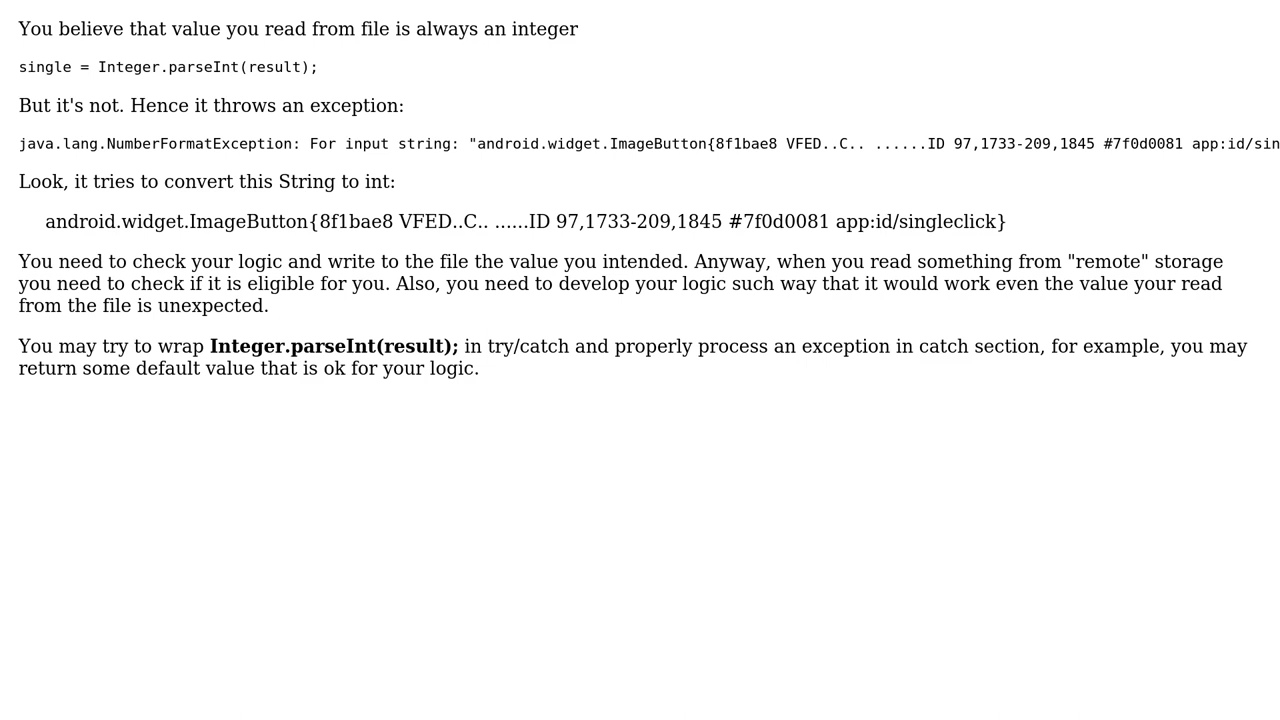 You believe that value you read from file is always an integer
single = Integer.parseInt(result);
But it's not. Hence it throws an exception:
java.lang.NumberFormatException: For input string: "android.widget.ImageButton{8f1bae8 VFED..C.. ......ID 97,1733-209,1845 #7f0d0081 app:id/sin
Look, it tries to convert this String to int:
android.widget.ImageButton{8f1bae8 VFED..C.. ......ID 97,1733-209,1845 #7f0d0081 app:id/singleclick}
You need to check your logic and write to the file the value you intended. Anyway, when you read something from "remote" storage
you need to check if it is eligible for you. Also, you need to develop your logic such way that it would work even the value your read
from the file is unexpected.
You may try to wrap Integer.parseInt(result); in try/catch and properly process an exception in catch section, for example, you may
return some default value that is ok for your logic.